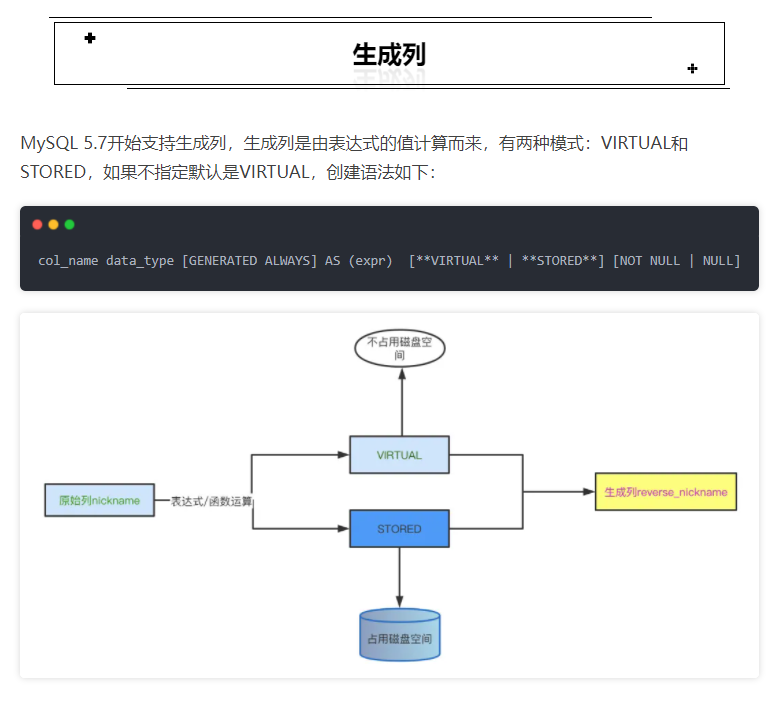 生成列
MySQL 5.7开始支持生成列，生成列是由表达式的值计算而来，有两种模式：VIRTUAL和
STORED，如果不指定默认是VIRTUAL，创建语法如下：
col_name data_type [GENERATED ALWAYS] AS (expr)  [**VIRTUAL** | **STORED**] [NOT NULL | NULL]
不占用磁盘空
间
VIRTUAL
原始列nickname
表达式/函数运算
生成列reverse_nickname
STORED
占用磁盘空间